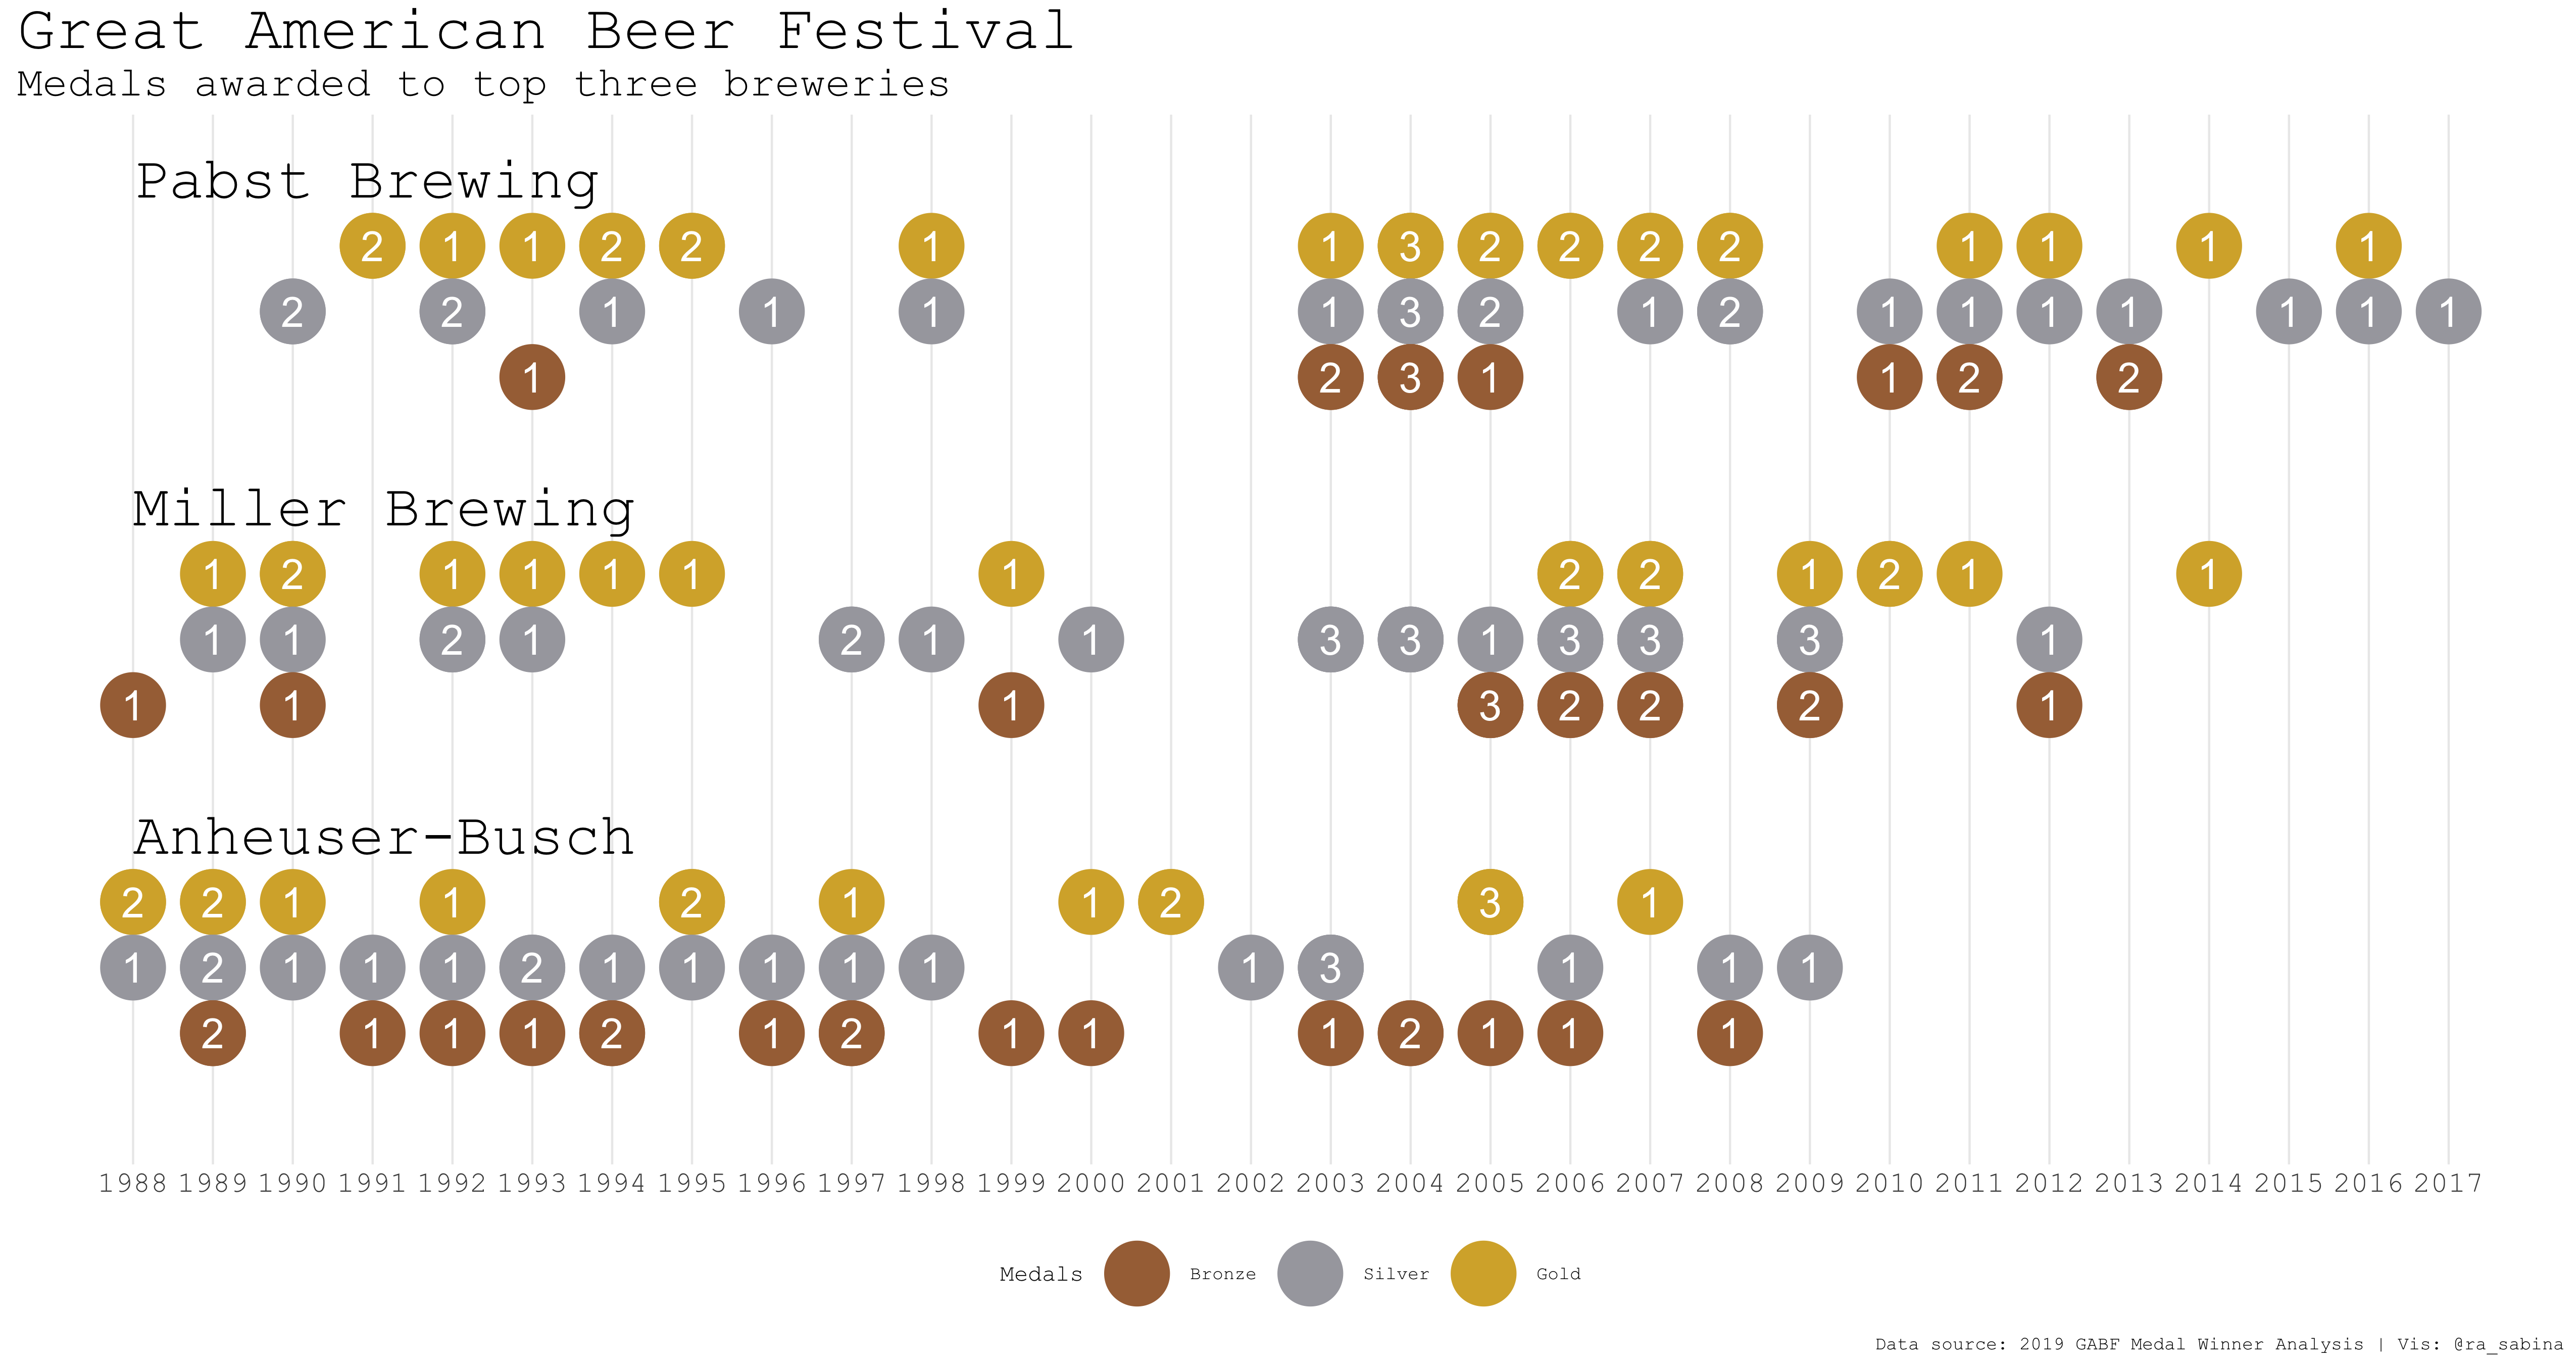 Great American Beer Festival
Medals awarded to top three breweries
Pabst Brewing
2 1 1 2 2 1 1 3 2 2 2 2 1 1 1 1
2 2 1 1 1 1 3 2 1 2 1 1 1 1 1 1 1
1 2 3 1 1 2 2
Miller Brewing
1 2 1 1 1 1 1 2 2 1 2 1 1
1 1 2 1 2 1 1 3 3 1 3 3 3 1
1 1 1 3 2 2 2 1
Anheuser-Busch
2 2 1 1 2 1 1 2 3 1
1 2 1 1 1 2 1 1 1 1 1 1 3 1 1 1
2 1 1 1 2 1 2 1 1 1 2 1 1 1
1988 1989 1990 1991 1992 1993 1994 1995 1996 1997 1998 1999 2000 2001 2002 2003 2004 2005 2006 2007 2008 2009 2010 2011 2012 2013 2014 2015 2016 2017
Medals Bronze Silver Gold
Data source: 2019 GABF Medal Winner Analysis | Vis: @ra_sabina